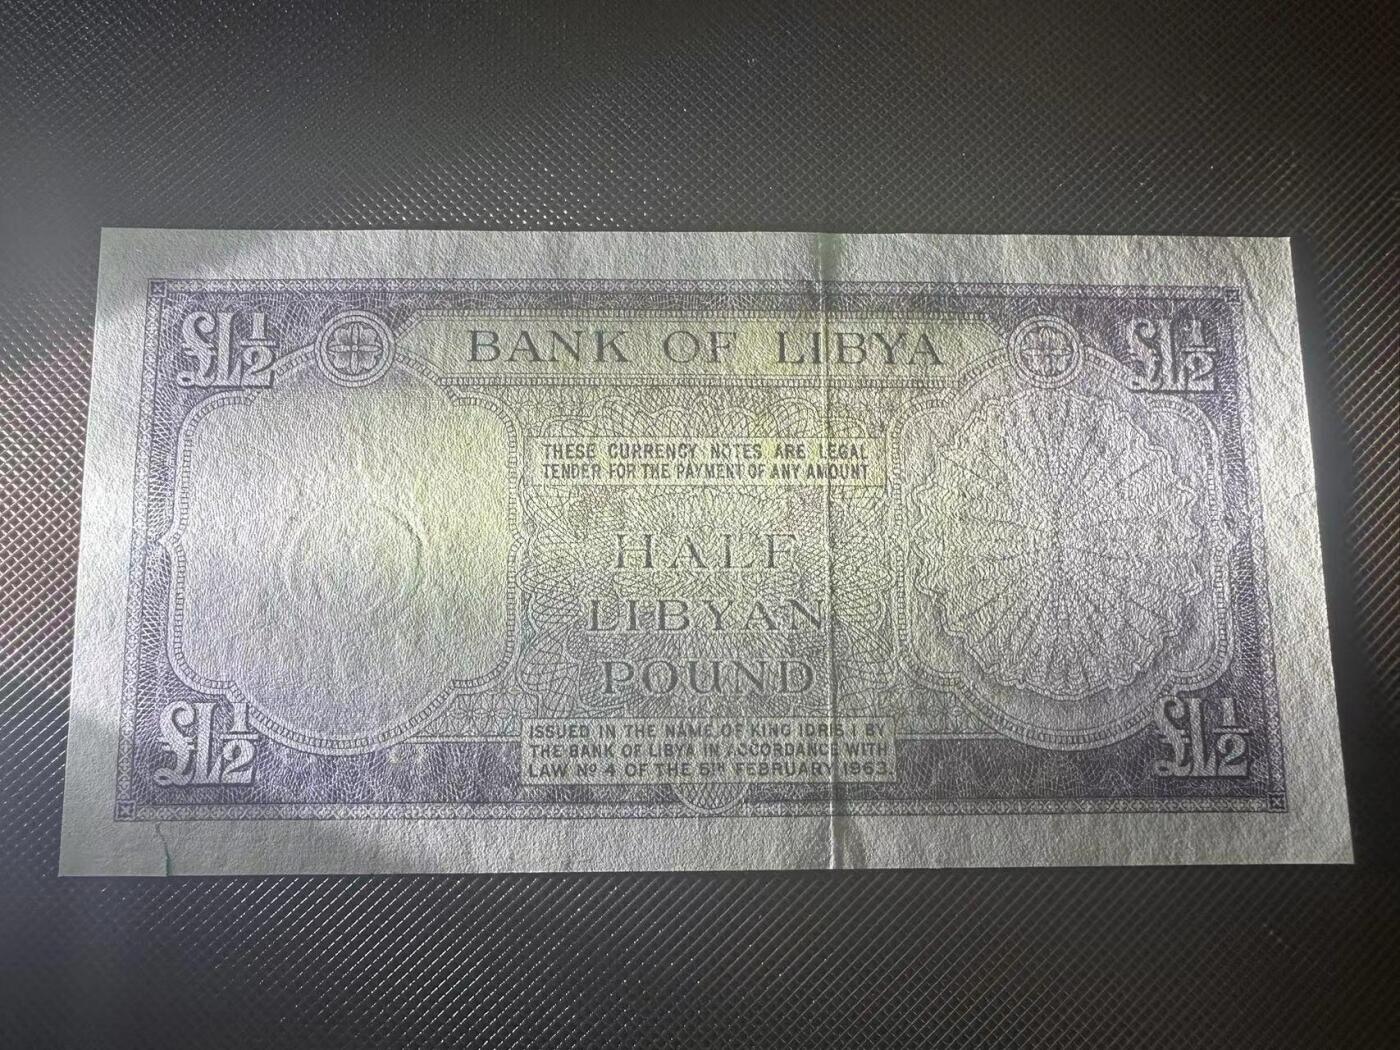 £½ £½
BANK OF LIBYA
THESE CURRENCY NOTES ARE LEGAL
TENDER FOR THE PAYMENT OF ANY AMOUNT
HALF
LIBYAN
POUND
£½ £½
ISSUED IN THE NAME OF KING IDRIS I BY
THE BANK OF LIBYA IN ACCORDANCE WITH
LAW Nº 4 OF THE 5TH FEBRUARY 1963.